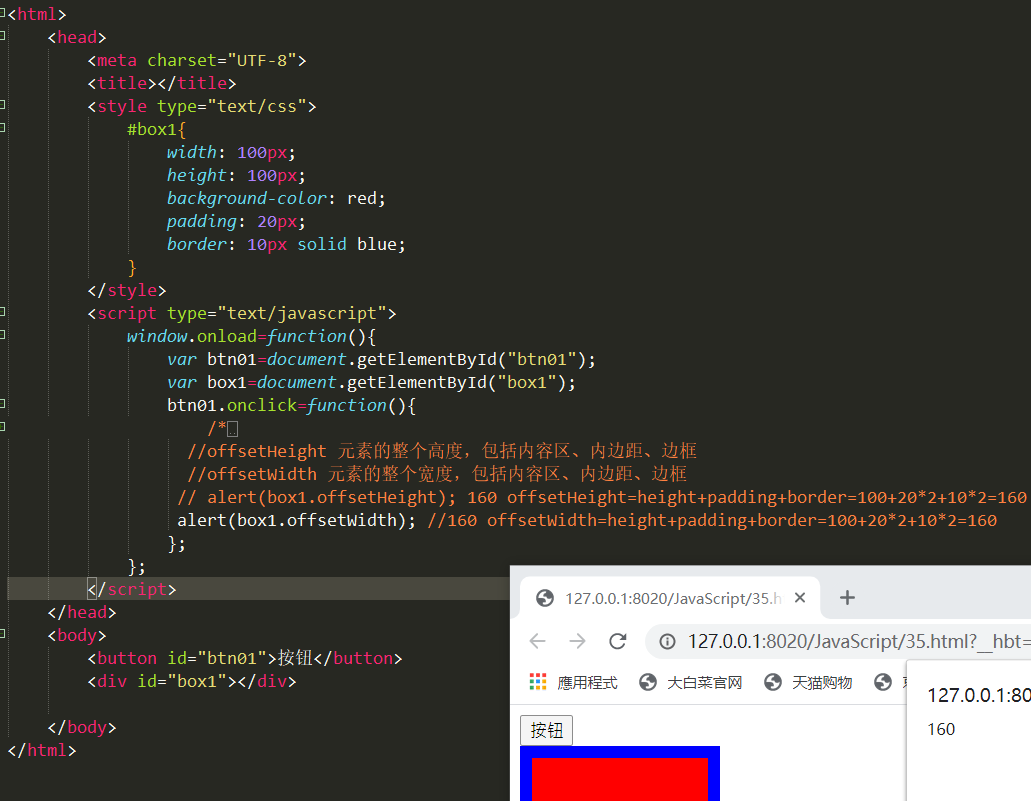 <html>
<head>
<meta charset="UTF-8">
<title></title>
<style type="text/css">
#box1{
width: 100px;
height: 100px;
background-color: red;
padding: 20px;
border: 10px solid blue;
}
</style>
<script type="text/javascript">
window.onload=function(){
var btn01=document.getElementById("btn01");
var box1=document.getElementById("box1");
btn01.onclick=function(){
/*
//offsetHeight 元素的整个高度，包括内容区、内边距、边框
//offsetWidth 元素的整个宽度，包括内容区、内边距、边框
// alert(box1.offsetHeight); 160 offsetHeight=height+padding+border=100+20*2+10*2=160
alert(box1.offsetWidth); //160 offsetWidth=height+padding+border=100+20*2+10*2=160
};
};
</script>
</head>
<body>
<button id="btn01">按钮</button>
<div id="box1"></div>
</body>
</html>
127.0.0.1:8020/JavaScript/35.h
127.0.0.1:8020/JavaScript/35.html?__hbt=
應用程式 大白菜官网 天猫购物
127.0.0.1:80
160
按钮